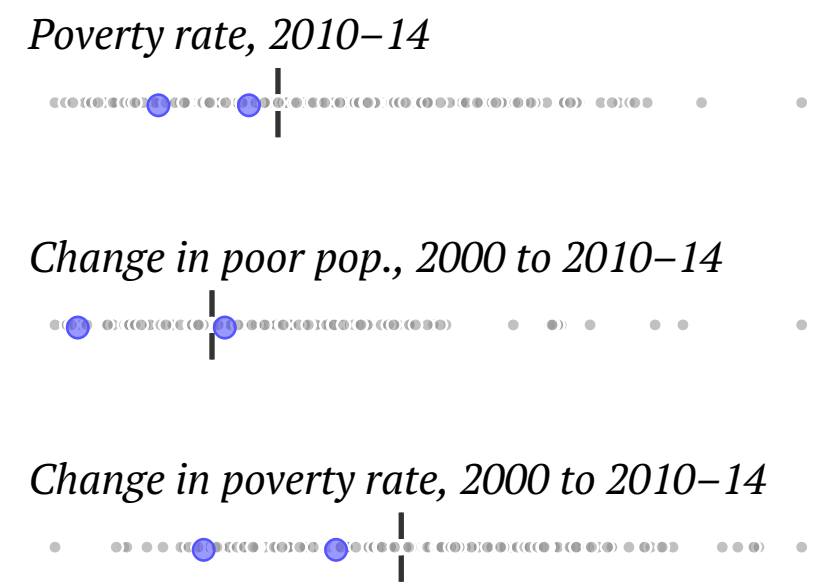 Poverty rate, 2010–14
Change in poor pop., 2000 to 2010–14
Change in poverty rate, 2000 to 2010–14